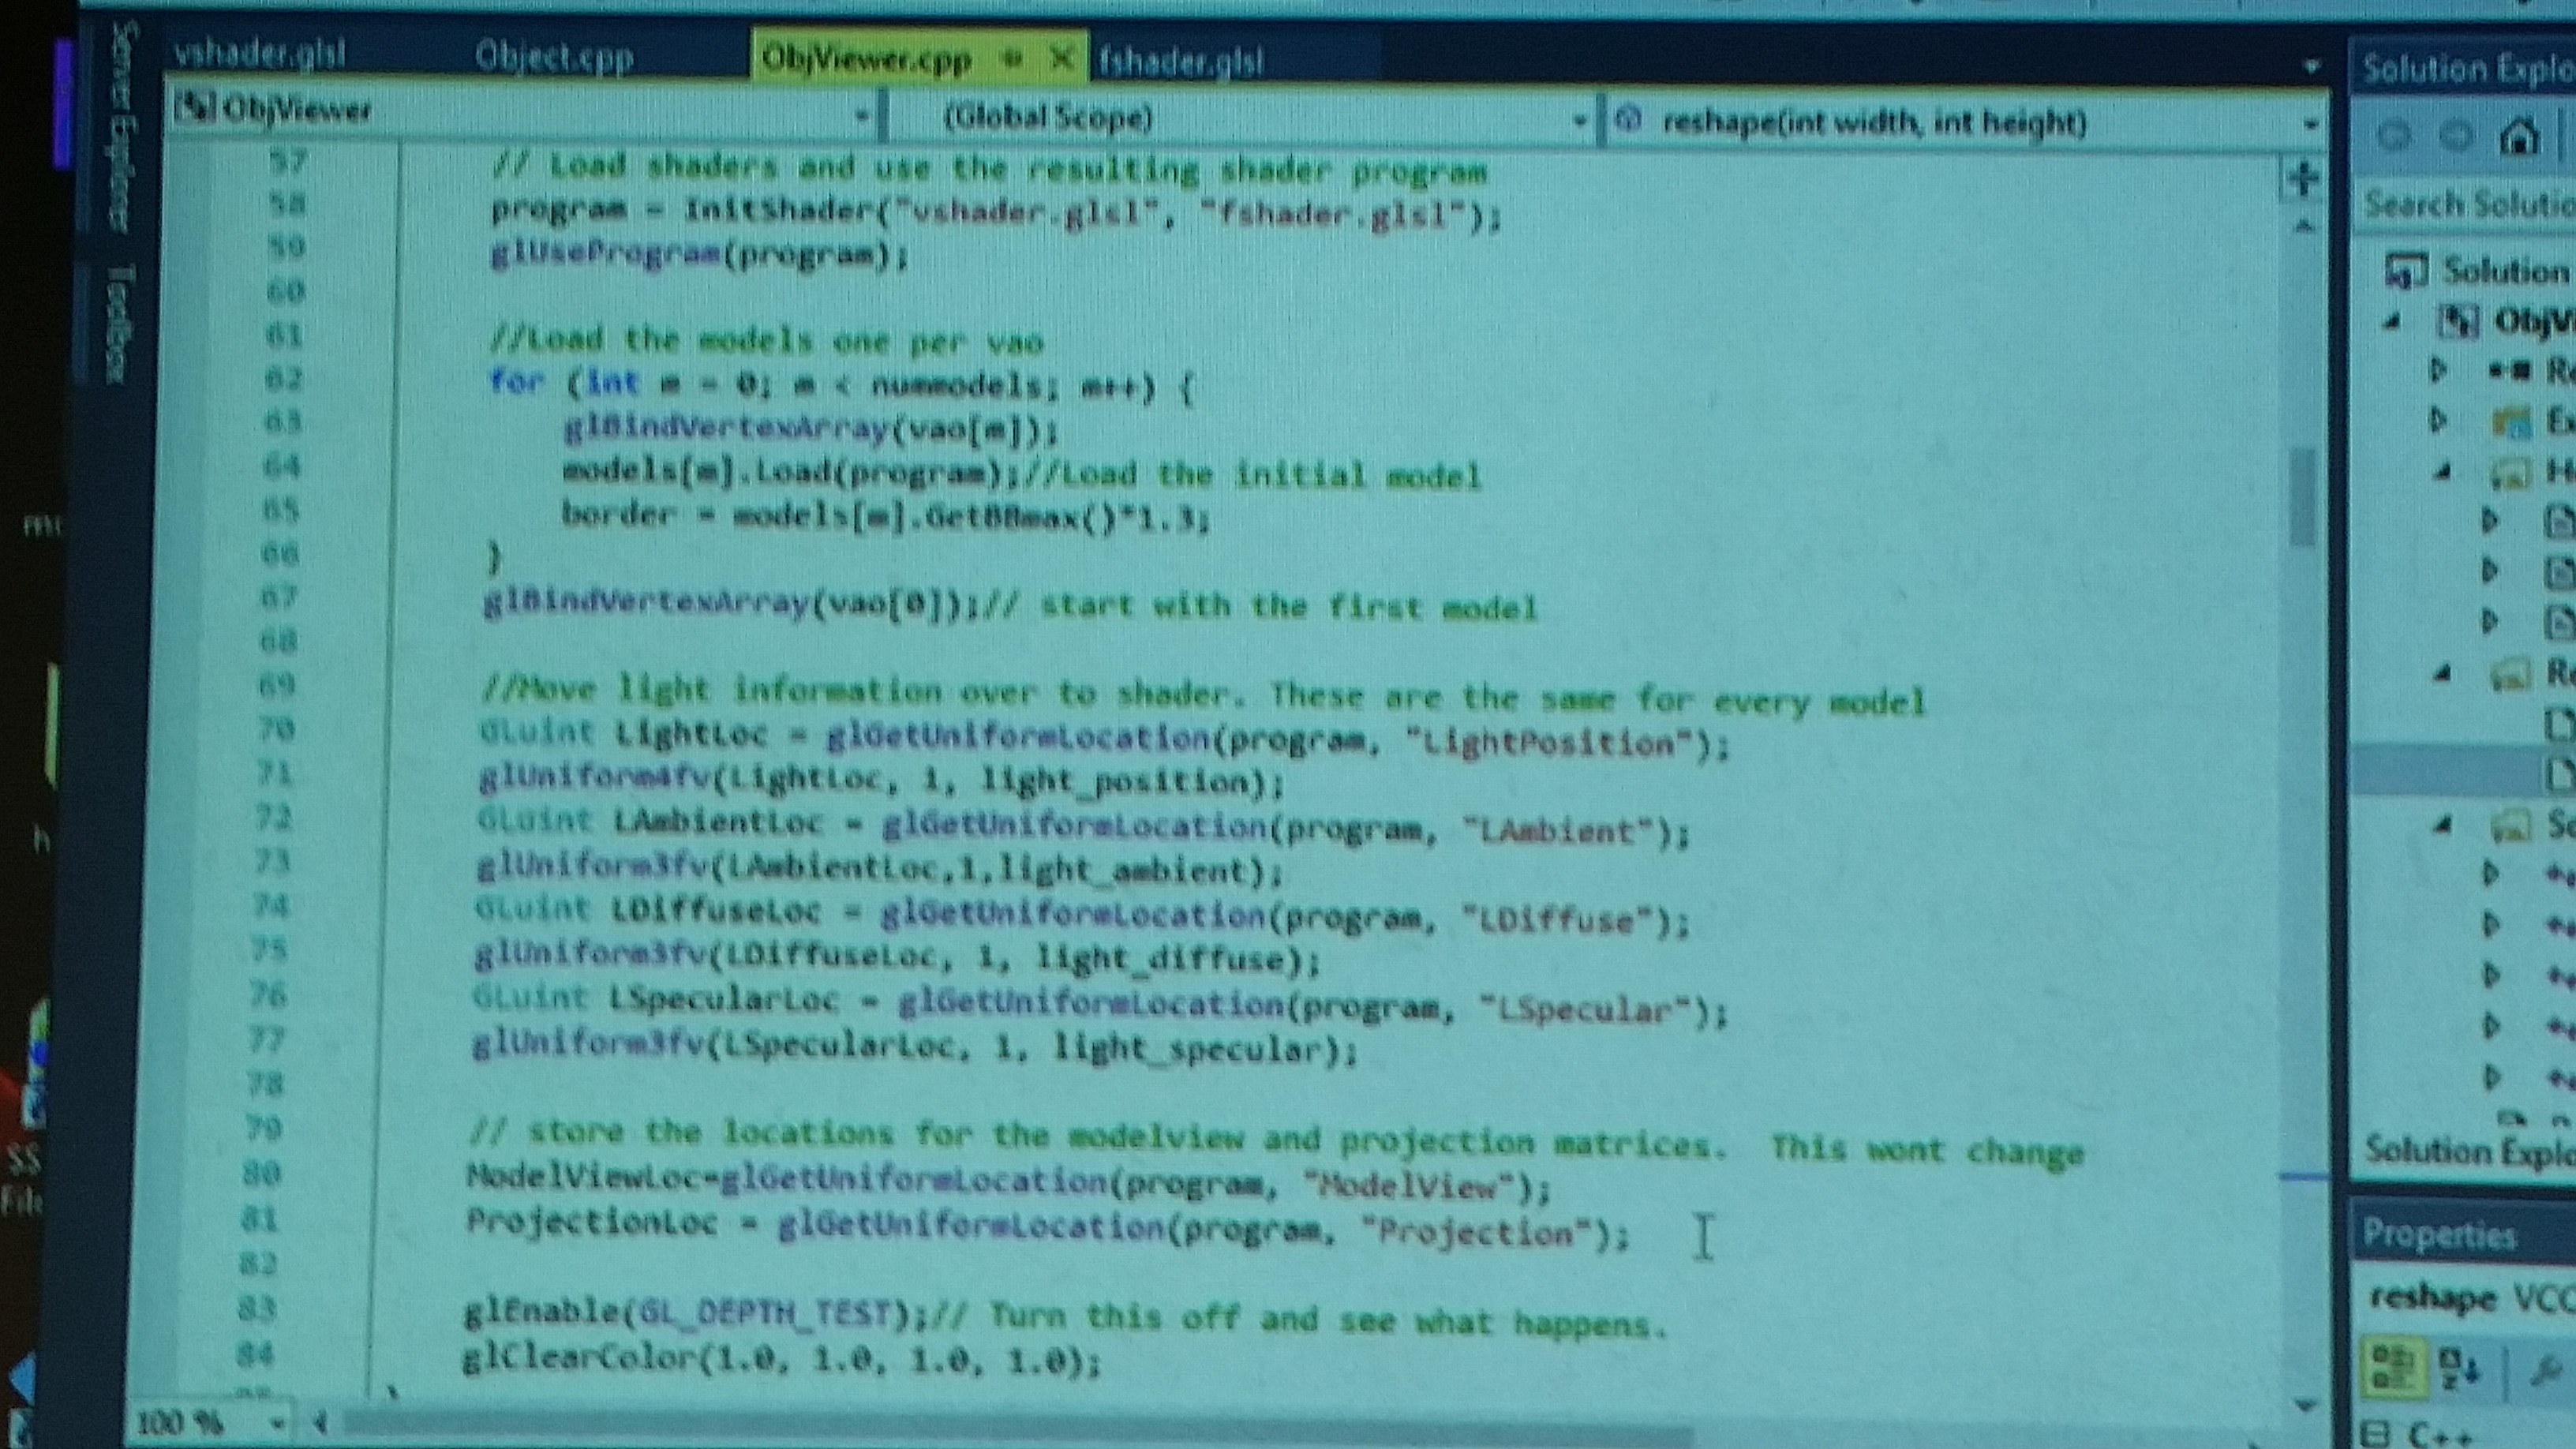 Server Explorer
Toolbox
vshader.glsl Object.cpp ObjViewer.cpp fshader.glsl
ObjViewer (Global Scope) reshape(int width, int height)
57 // Load shaders and use the resulting shader program
58 program = InitShader("vshader.glsl", "fshader.glsl");
59 glUseProgram(program);
60
61 //Load the models one per vao
62 for (int m = 0; m < nummodels; m++) {
63 glBindVertexArray(vao[m]);
64 models[m].Load(program);//Load the initial model
65 border = models[m].GetBBmax()*1.3;
66 }
67 glBindVertexArray(vao[0]);// start with the first model
68
69 //Move light information over to shader. These are the same for every model
70 GLuint LightLoc = glGetUniformLocation(program, "LightPosition");
71 glUniform4fv(LightLoc, 1, light_position);
72 GLuint LAmbientLoc = glGetUniformLocation(program, "LAmbient");
73 glUniform3fv(LAmbientLoc,1,light_ambient);
74 GLuint LDiffuseLoc = glGetUniformLocation(program, "LDiffuse");
75 glUniform3fv(LDiffuseLoc, 1, light_diffuse);
76 GLuint LSpecularLoc = glGetUniformLocation(program, "LSpecular");
77 glUniform3fv(LSpecularLoc, 1, light_specular);
78
79 // store the locations for the modelview and projection matrices. This wont change
80 ModelViewLoc=glGetUniformLocation(program, "ModelView");
81 ProjectionLoc = glGetUniformLocation(program, "Projection");
82
83 glEnable(GL_DEPTH_TEST);// Turn this off and see what happens.
84 glClearColor(1.0, 1.0, 1.0, 1.0);
}
100 %
Solution Explo
Search Solutio
Solution
ObjVi
Re
Ex
H
Re
So
Solution Explo
Properties
reshape VCC
C++
SS
File